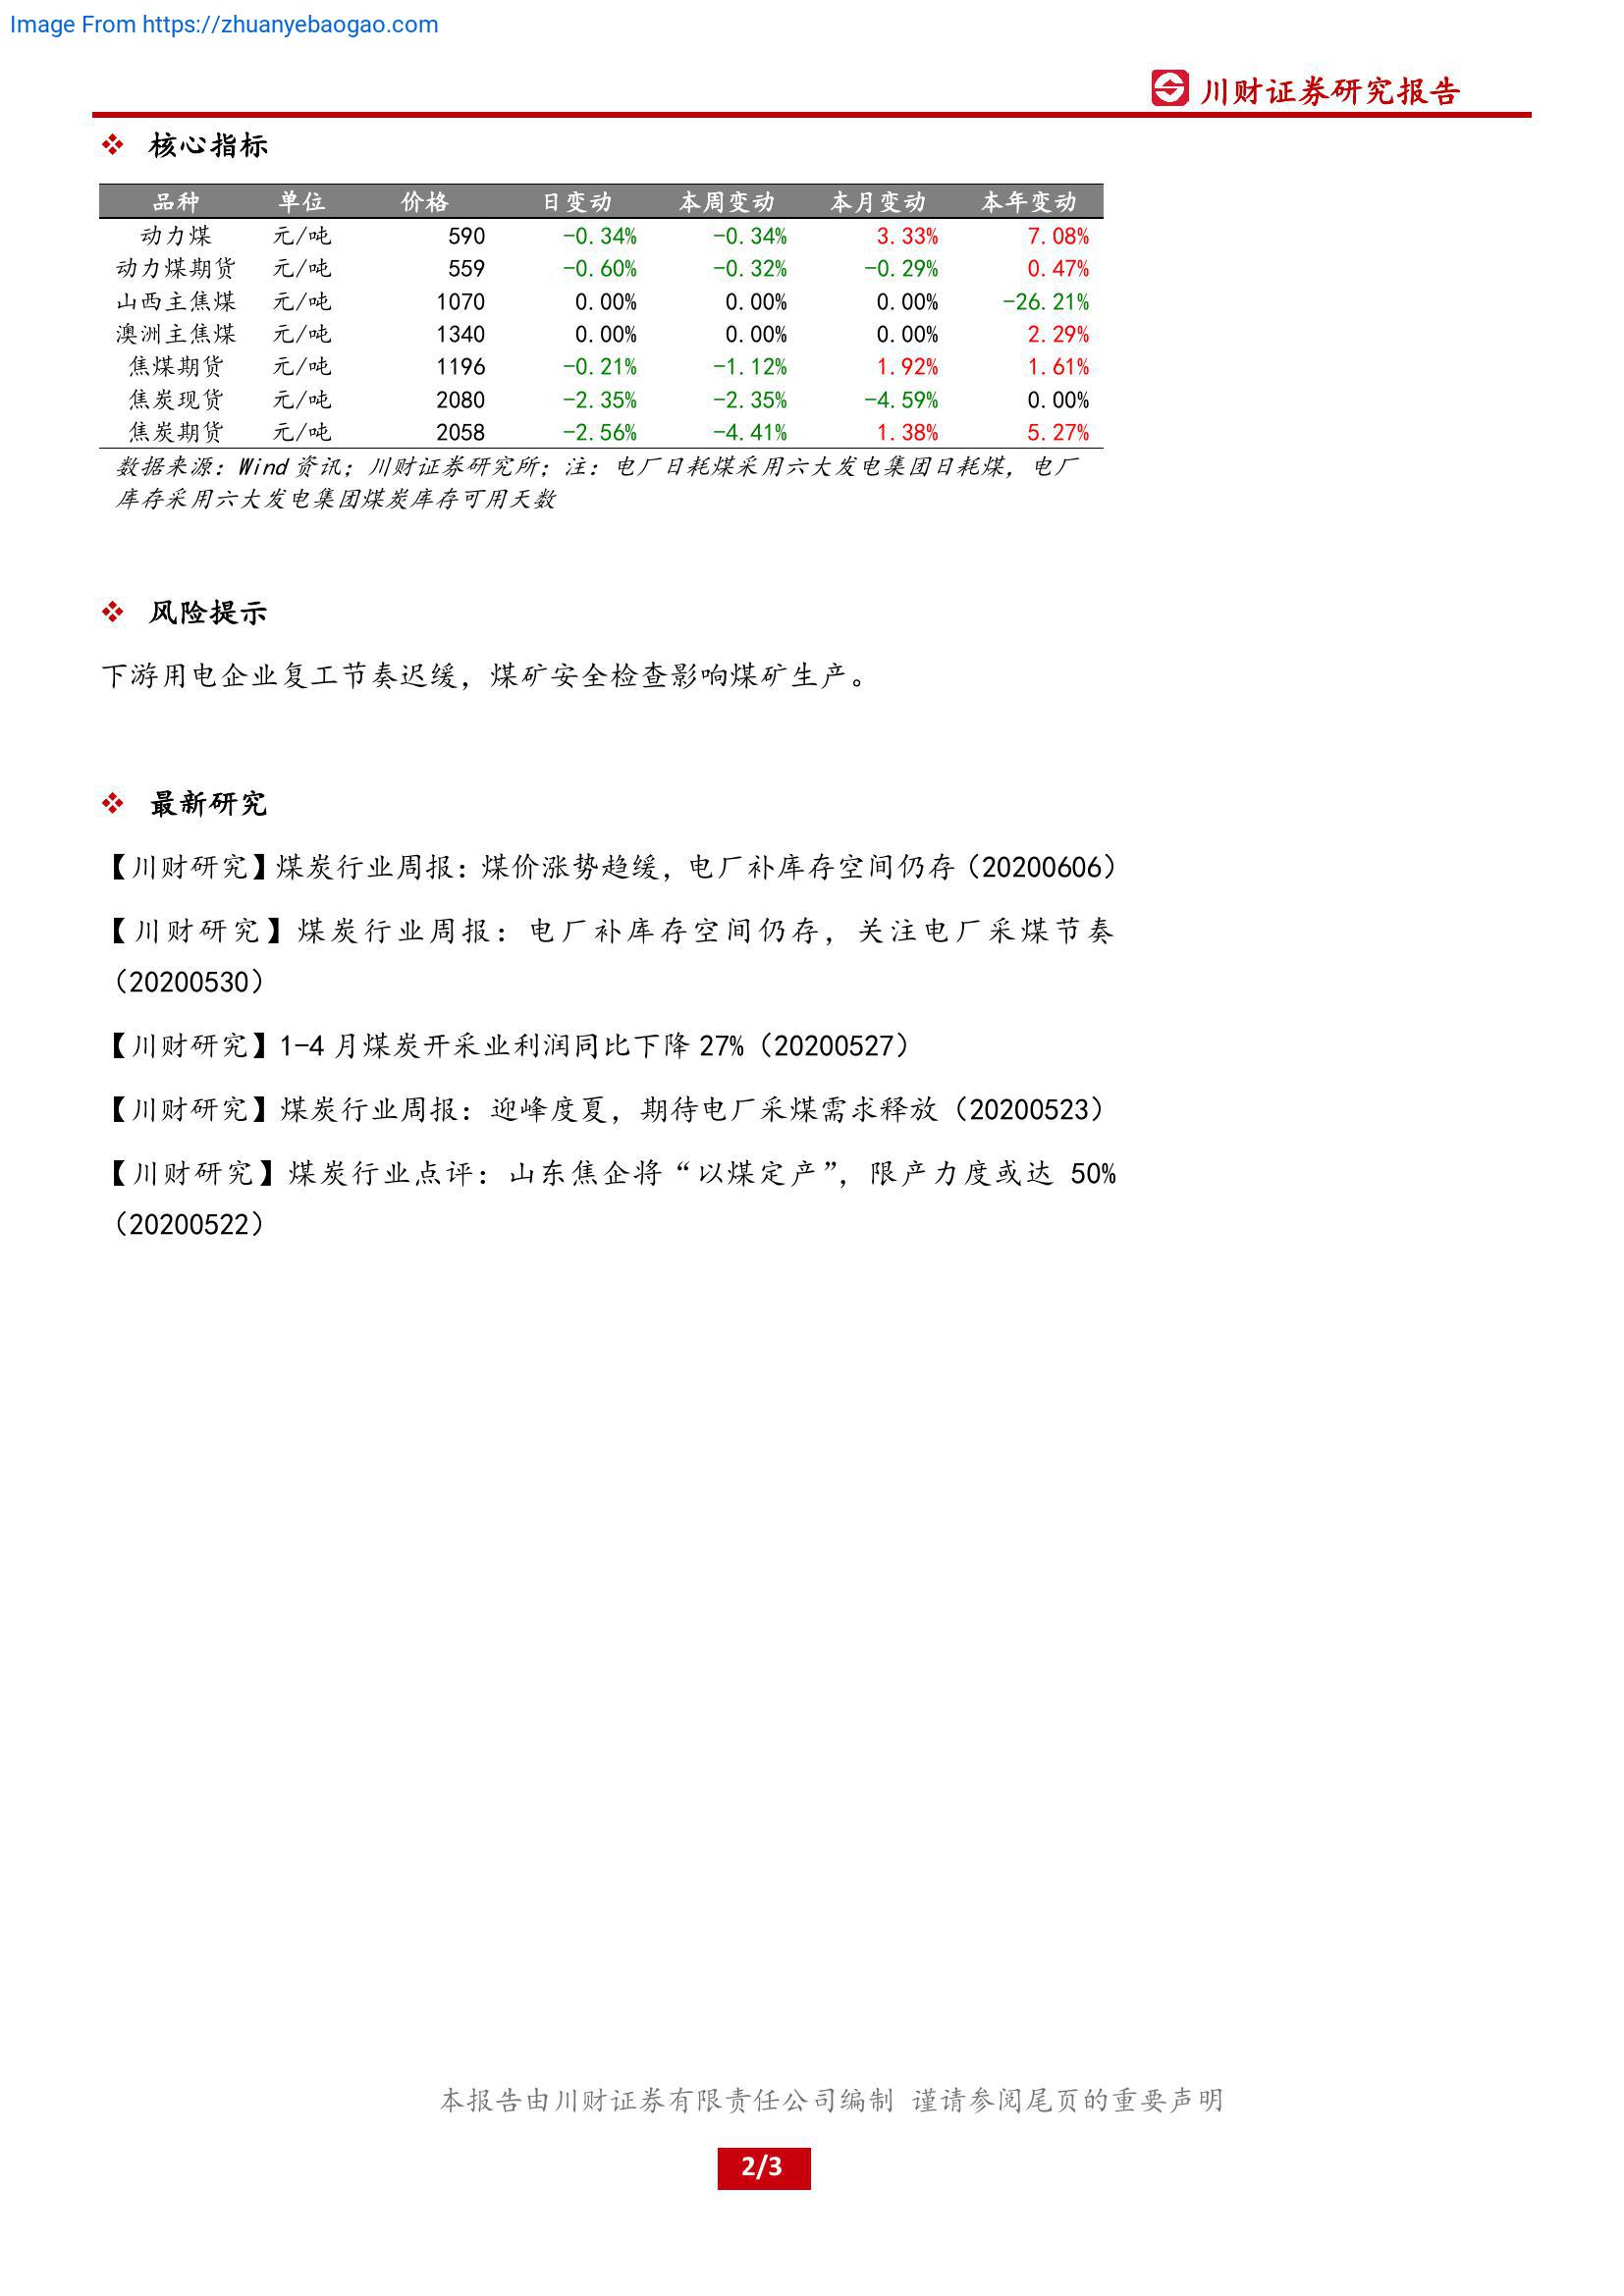 Image From https://zhuanyebaogao.com
川财证券研究报告
核心指标
品种 单位 价格 日变动 本周变动 本月变动 本年变动
动力煤 元/吨 590 -0.34% -0.34% 3.33% 7.08%
动力煤期货 元/吨 559 -0.60% -0.32% -0.29% 0.47%
山西主焦煤 元/吨 1070 0.00% 0.00% 0.00% -26.21%
澳洲主焦煤 元/吨 1340 0.00% 0.00% 0.00% 2.29%
焦煤期货 元/吨 1196 -0.21% -1.12% 1.92% 1.61%
焦炭现货 元/吨 2080 -2.35% -2.35% -4.59% 0.00%
焦炭期货 元/吨 2058 -2.56% -4.41% 1.38% 5.27%
数据来源：Wind 资讯；川财证券研究所；注：电厂日耗煤采用六大发电集团日耗煤，电厂
库存采用六大发电集团煤炭库存可用天数
风险提示
下游用电企业复工节奏迟缓，煤矿安全检查影响煤矿生产。
最新研究
【川财研究】煤炭行业周报：煤价涨势趋缓，电厂补库存空间仍存（20200606）
【川财研究】煤炭行业周报：电厂补库存空间仍存，关注电厂采煤节奏
（20200530）
【川财研究】1-4 月煤炭开采业利润同比下降 27%（20200527）
【川财研究】煤炭行业周报：迎峰度夏，期待电厂采煤需求释放（20200523）
【川财研究】煤炭行业点评：山东焦企将“以煤定产”，限产力度或达 50%
（20200522）
本报告由川财证券有限责任公司编制 谨请参阅尾页的重要声明
2/3